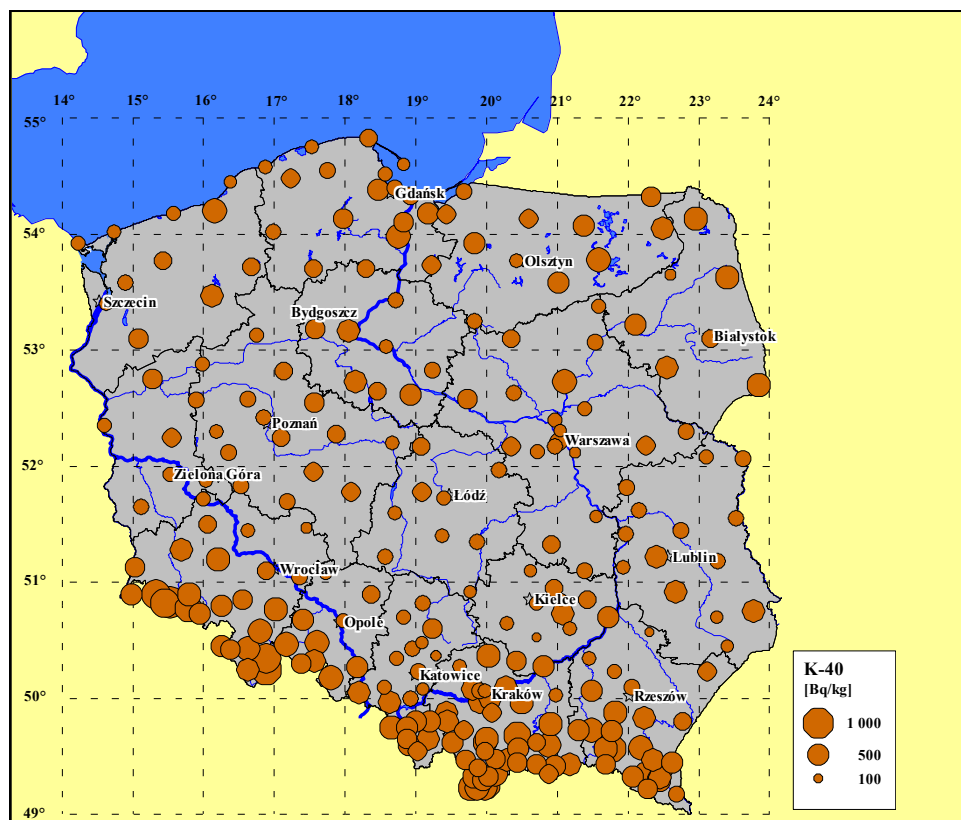 14° 15° 16° 17° 18° 19° 20° 21° 22° 23° 24°
55°
Gdańsk
54°
Olsztyn
Szczecin
Bydgoszcz
Białystok
53°
Poznań
Warszawa
52°
Zielona Góra
Łódź
Lublin
51°
Wrocław
Kielce
Opole
Katowice
Kraków
Rzeszów
50°
49°
K-40
[Bq/kg]
1 000
500
100